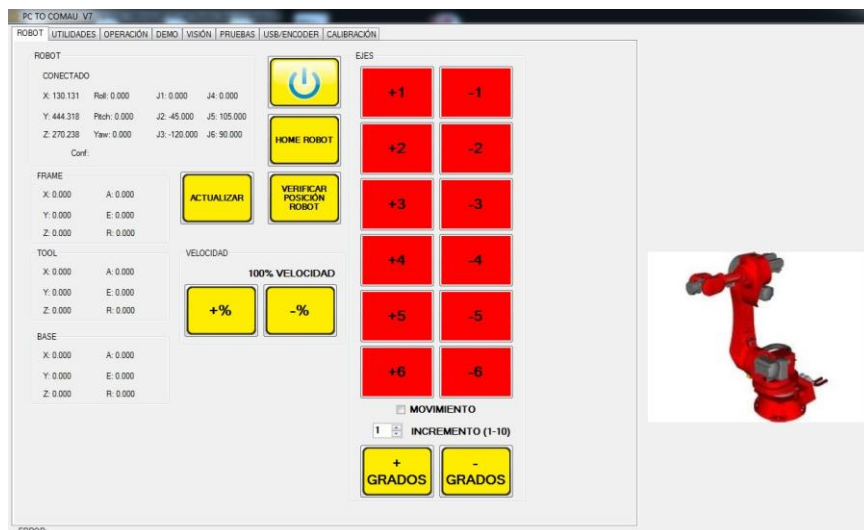 PC TO COMAU V7
ROBOT UTILIDADES OPERACIÓN DEMO VISIÓN PRUEBAS USB/ENCODER CALIBRACIÓN
ROBOT
CONECTADO
X: 130.131 Roll: 0.000 J1: 0.000 J4: 0.000
Y: 444.318 Pitch: 0.000 J2: -45.000 J5: 105.000
Z: 270.238 Yaw: 0.000 J3: -120.000 J6: 90.000
Conf:
HOME ROBOT
FRAME
X: 0.000 A: 0.000
Y: 0.000 E: 0.000
Z: 0.000 R: 0.000
ACTUALIZAR
VERIFICAR
POSICIÓN
ROBOT
TOOL
X: 0.000 A: 0.000
Y: 0.000 E: 0.000
Z: 0.000 R: 0.000
VELOCIDAD
100% VELOCIDAD
+% -%
BASE
X: 0.000 A: 0.000
Y: 0.000 E: 0.000
Z: 0.000 R: 0.000
EJES
+1 -1
+2 -2
+3 -3
+4 -4
+5 -5
+6 -6
MOVIMIENTO
1 INCREMENTO (1-10)
+ -
GRADOS GRADOS
ERROR